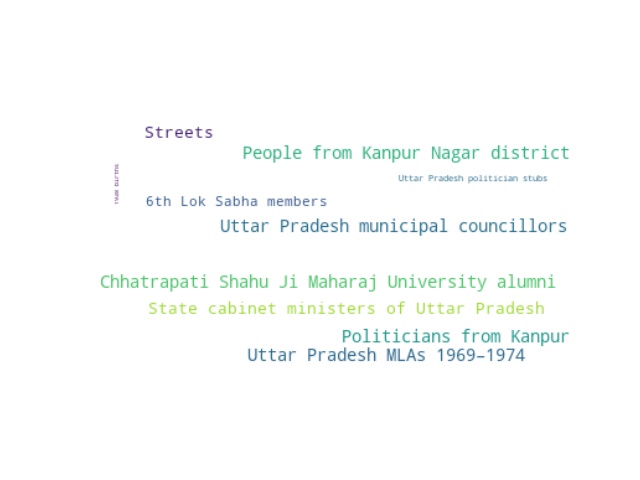 Streets
People from Kanpur Nagar district
Uttar Pradesh politician stubs
6th Lok Sabha members
Uttar Pradesh municipal councillors
Chhatrapati Shahu Ji Maharaj University alumni
State cabinet ministers of Uttar Pradesh
Politicians from Kanpur
Uttar Pradesh MLAs 1969–1974